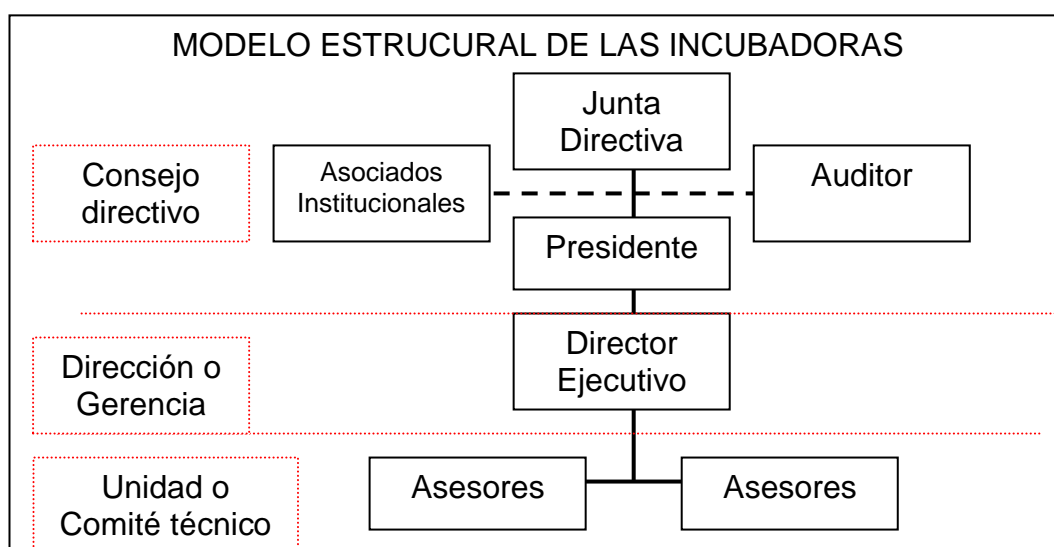 MODELO ESTRUCURAL DE LAS INCUBADORAS
Junta
Directiva
Consejo
directivo
Asociados
Institucionales
Auditor
Presidente
Dirección o
Gerencia
Director
Ejecutivo
Unidad o
Comité técnico
Asesores
Asesores